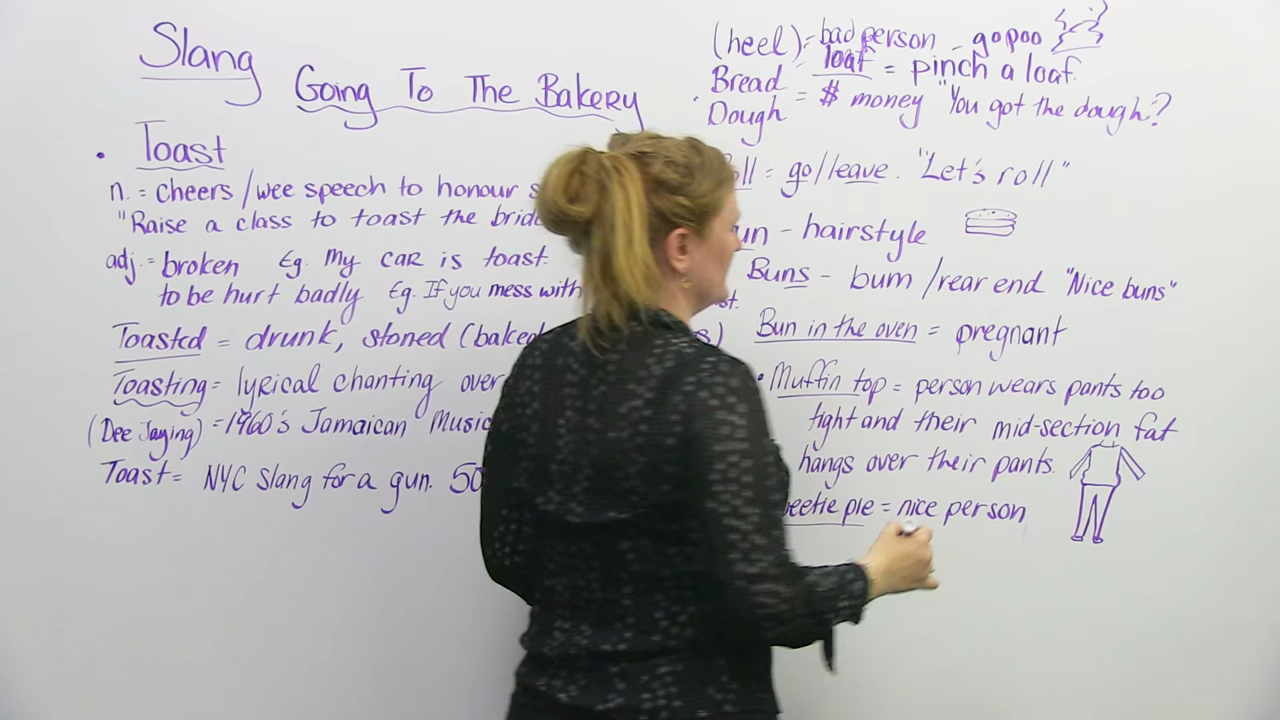 Slang
Going To The Bakery
• Toast
n. = cheers /wee speech to honour
"Raise a class to toast the bride
adj. = broken Eg. My car is toast.
to be hurt badly Eg. If you mess with
Toasted = drunk, stoned (baked
Toasting = lyrical chanting over
(Dee Jaying) = 1960's Jamaican Music
Toast = NYC slang for a gun. 50
(heel) = bad person - go poo
Bread loaf = pinch a loaf.
Dough = $ money "You got the dough?"
oll = go/leave. "Let's roll"
un - hairstyle
Buns - bum /rear end "Nice buns"
Bun in the oven = pregnant
• Muffin top = person wears pants too
tight and their mid-section fat
hangs over their pants.
eetie pie = nice person